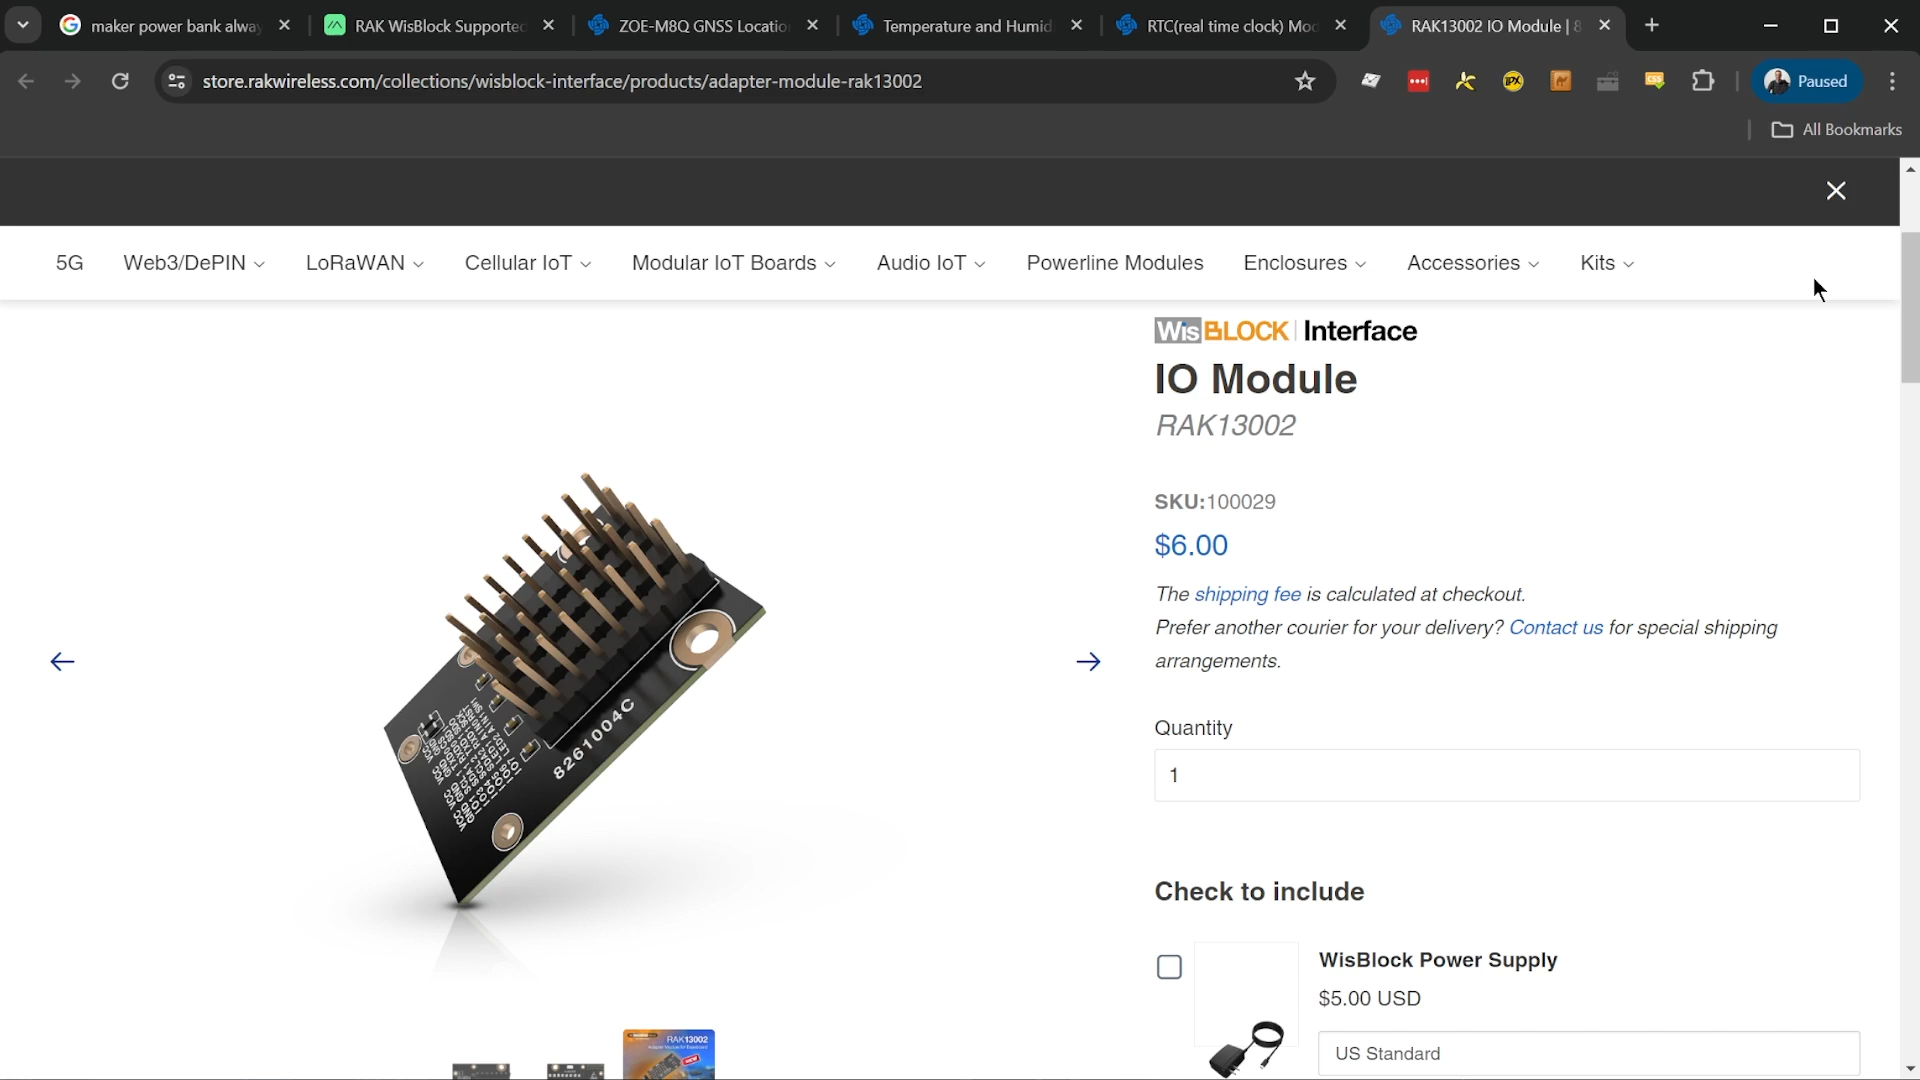 maker power bank alway
RAK WisBlock Supported
ZOE-M8Q GNSS Locatio
Temperature and Humid
RTC(real time clock) Mod
RAK13002 IO Module | 8
store.rakwireless.com/collections/wisblock-interface/products/adapter-module-rak13002
Paused
All Bookmarks
5G
Web3/DePIN
LoRaWAN
Cellular IoT
Modular IoT Boards
Audio IoT
Powerline Modules
Enclosures
Accessories
Kits
WisBLOCK | Interface
IO Module
RAK13002
SKU:100029
$6.00
The shipping fee is calculated at checkout.
Prefer another courier for your delivery? Contact us for special shipping
arrangements.
8261004C
Quantity
1
Check to include
WisBlock Power Supply
$5.00 USD
US Standard
RAK13002